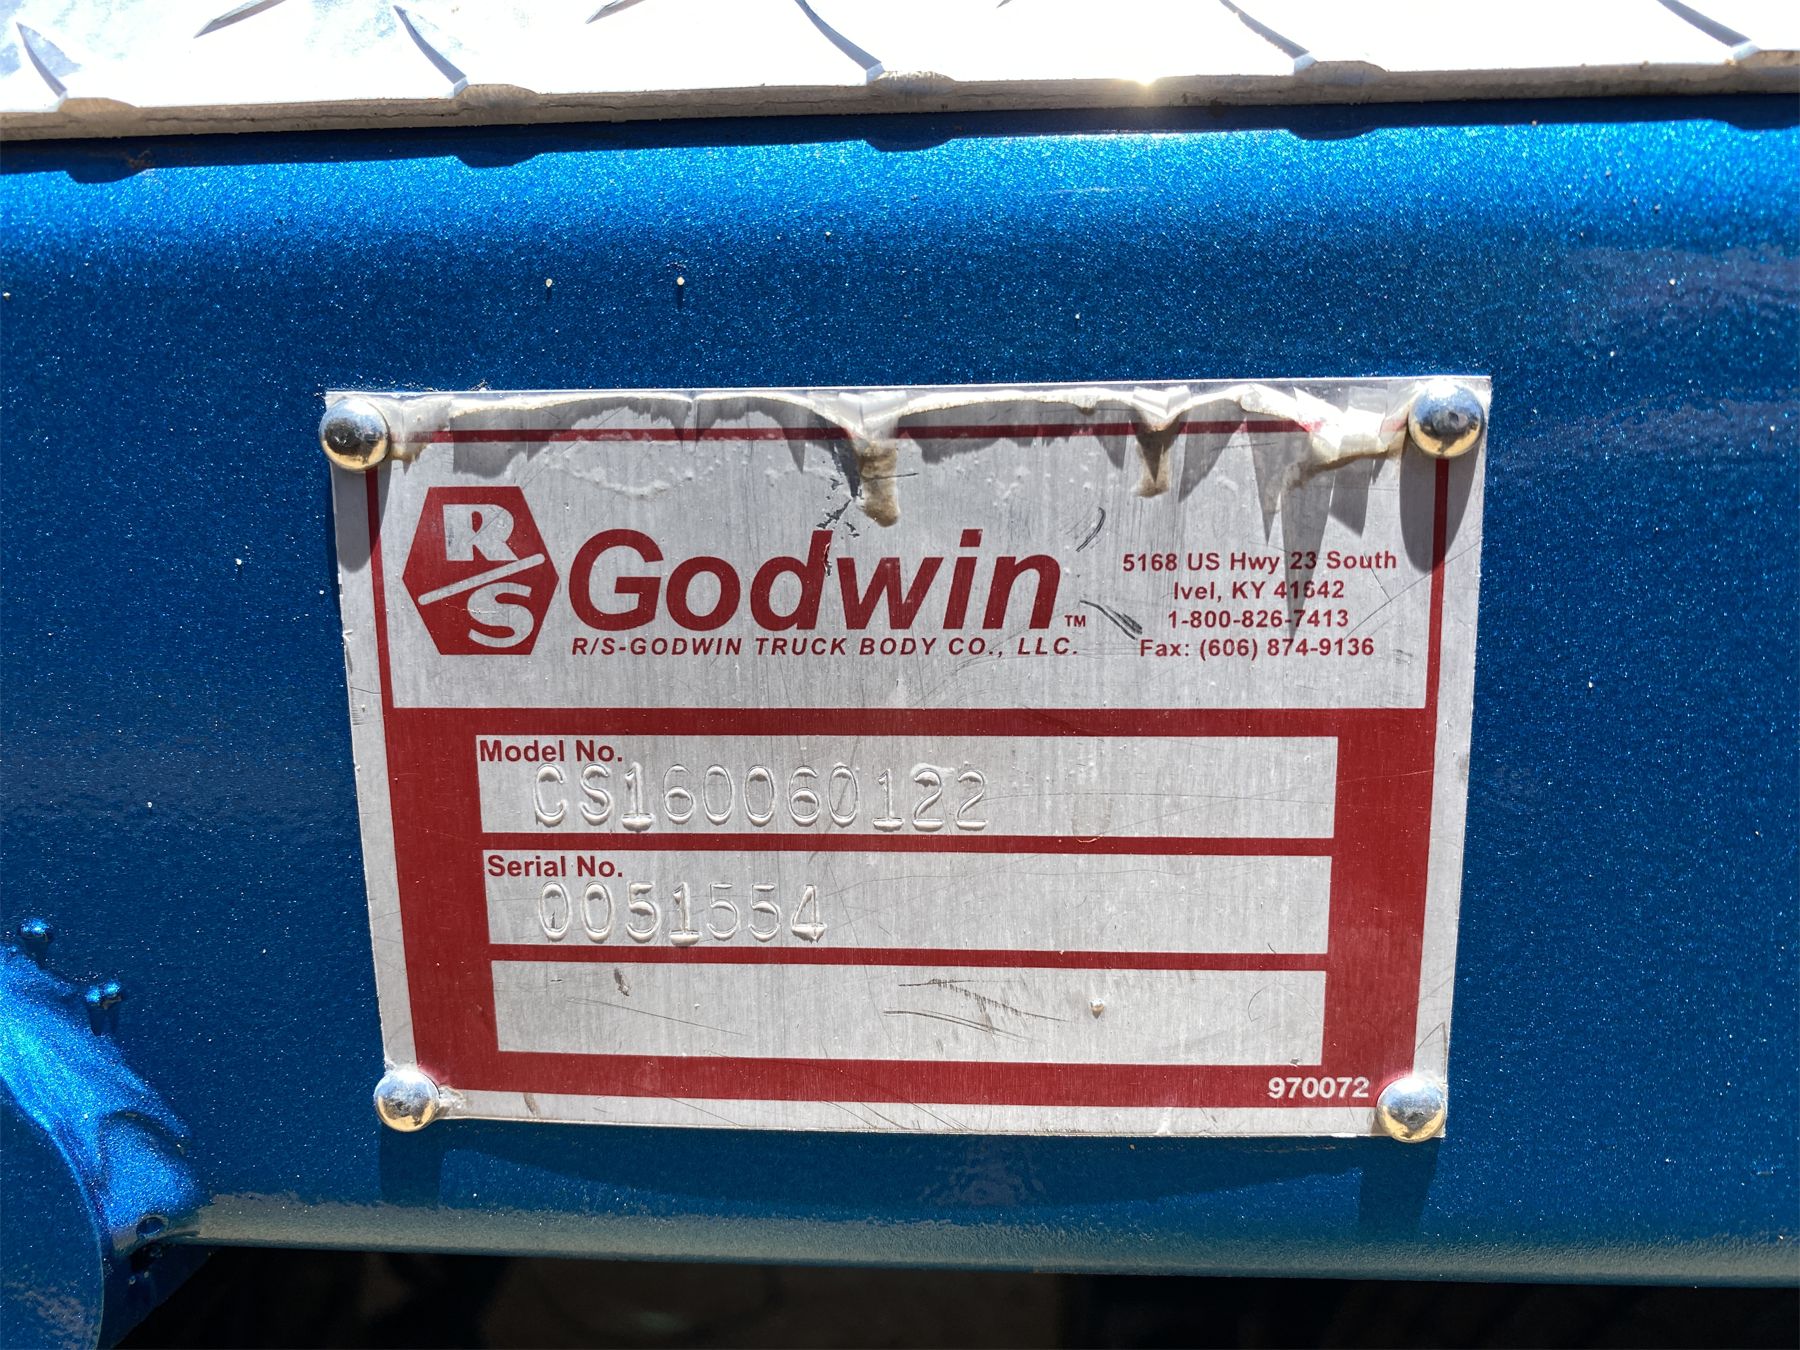 R/S
Godwin™
R/S-GODWIN TRUCK BODY CO., LLC.
5168 US Hwy 23 South
Ivel, KY 41642
1-800-826-7413
Fax: (606) 874-9136
Model No.
CS160060122
Serial No.
0051554
970072